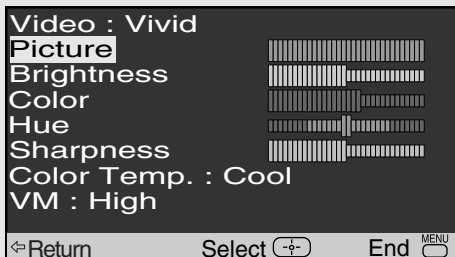 Video : Vivid
Picture
Brightness
Color
Hue
Sharpness
Color Temp. : Cool
VM : High
Return Select End MENU